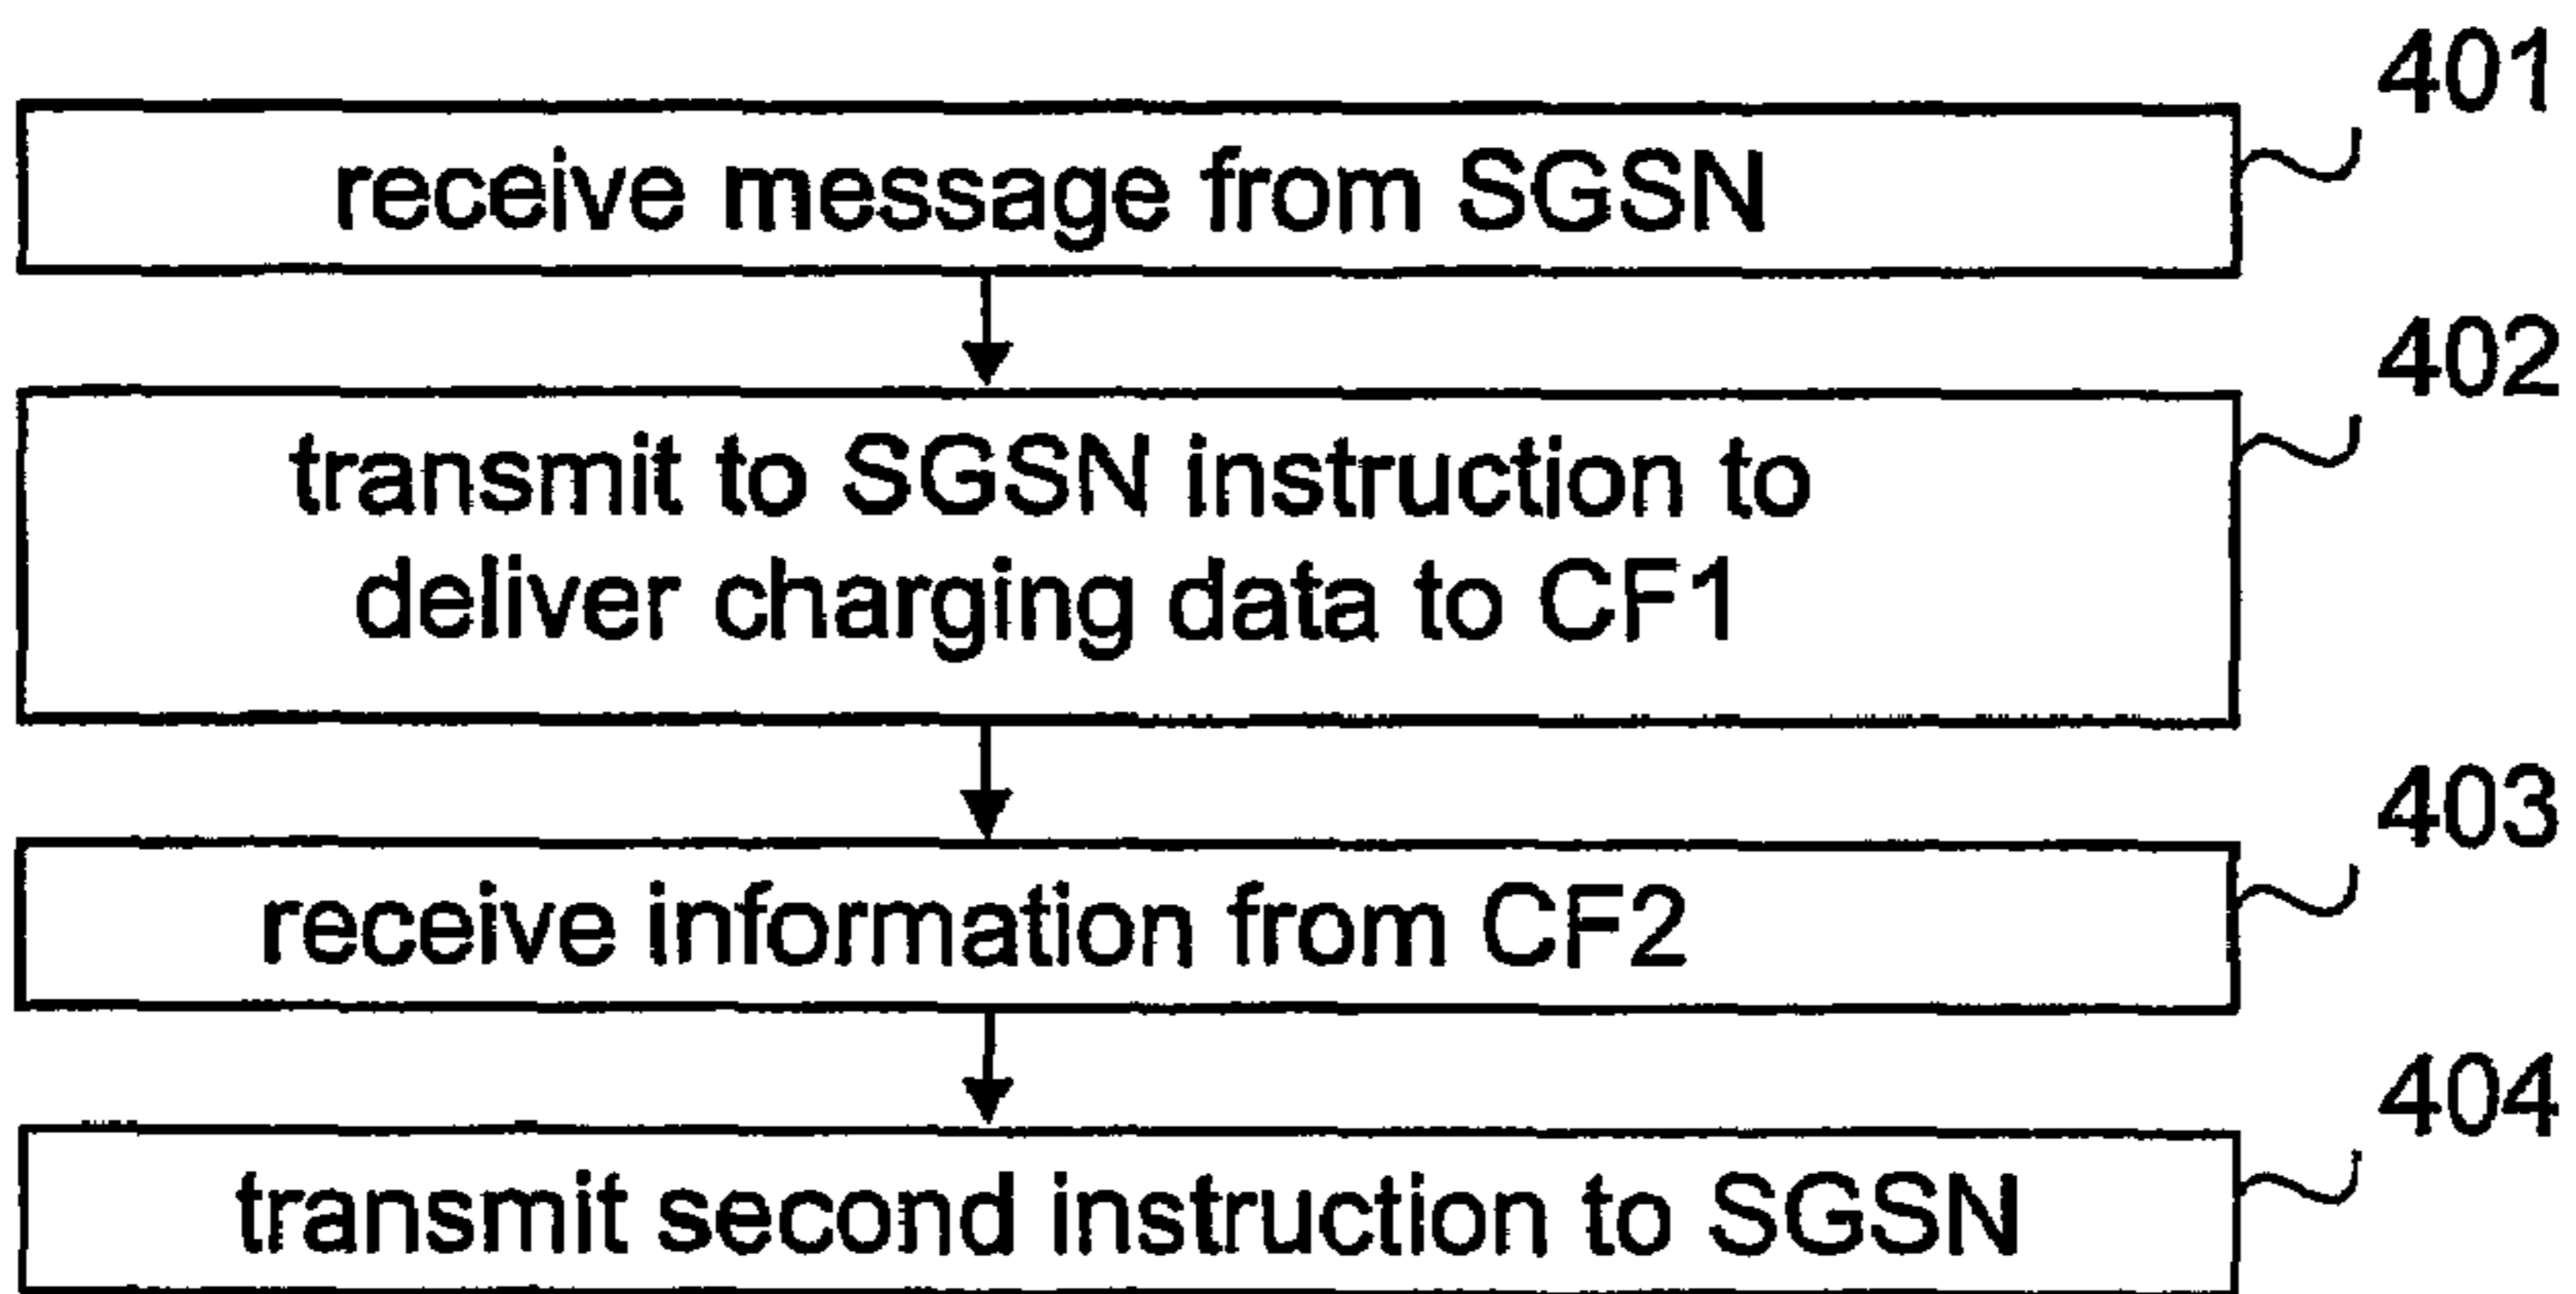 401
receive message from SGSN
402
transmit to SGSN instruction to
deliver charging data to CF1
403
receive information from CF2
404
transmit second instruction to SGSN